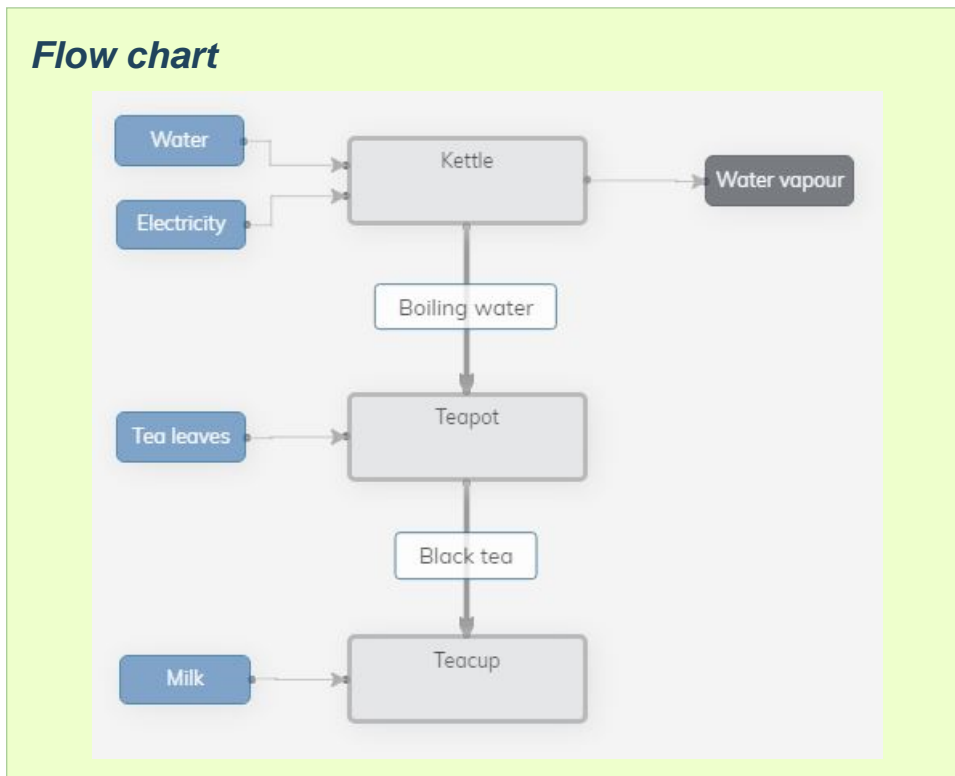 Flow chart
Water
Kettle
Water vapour
Electricity
Boiling water
Tea leaves
Teapot
Black tea
Milk
Teacup